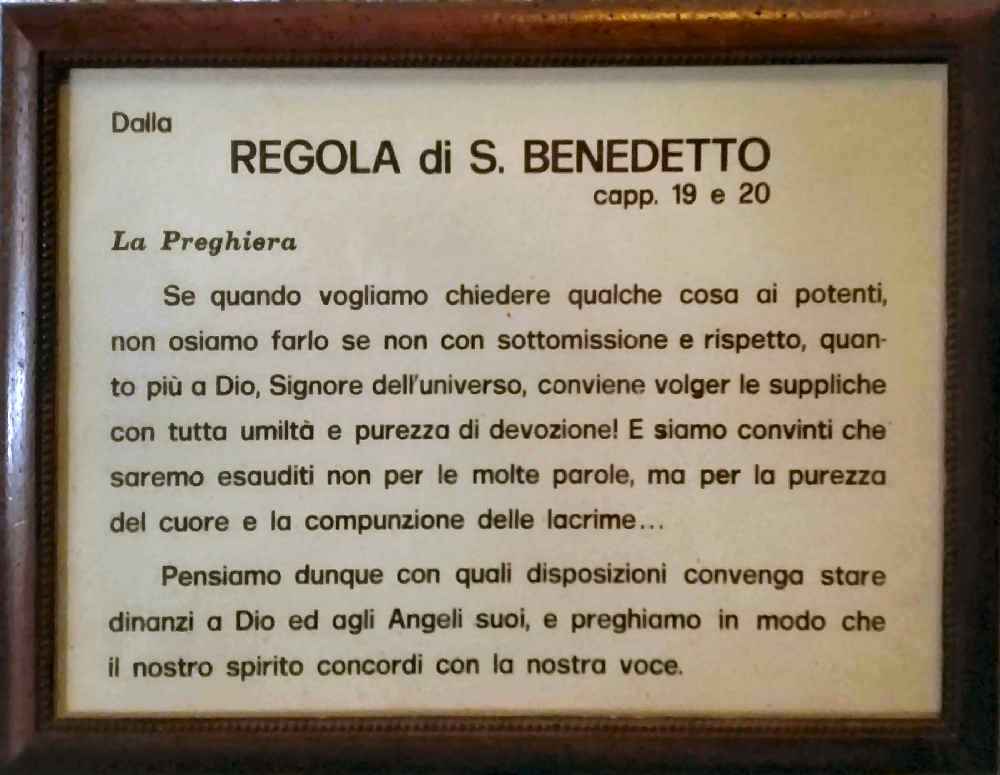 Dalla
REGOLA di S. BENEDETTO
capp. 19 e 20
La Preghiera
Se quando vogliamo chiedere qualche cosa ai potenti,
non osiamo farlo se non con sottomissione e rispetto, quan-
to più a Dio, Signore dell'universo, conviene volger le suppliche
con tutta umiltà e purezza di devozione! E siamo convinti che
saremo esauditi non per le molte parole, ma per la purezza
del cuore e la compunzione delle lacrime...
Pensiamo dunque con quali disposizioni convenga stare
dinanzi a Dio ed agli Angeli suoi, e preghiamo in modo che
il nostro spirito concordi con la nostra voce.